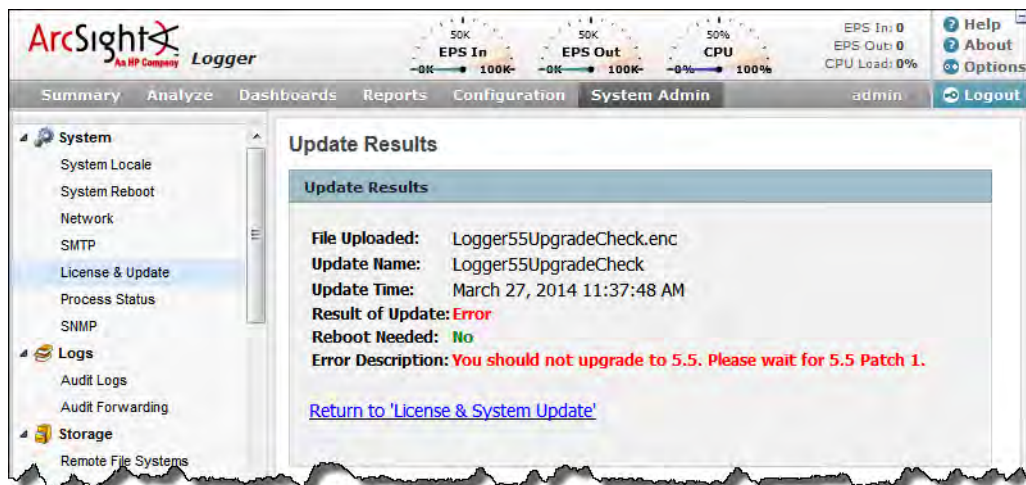 ArcSight
An HP Company
Logger
50K
EPS In
-0K 100K-
50K
EPS Out
-0K 100K-
50%
CPU
-0% 100%
EPS In: 0
EPS Out: 0
CPU Load: 0%
Help
About
Options
Summary Analyze Dashboards Reports Configuration System Admin admin Logout
System
System Locale
System Reboot
Network
SMTP
License & Update
Process Status
SNMP
Logs
Audit Logs
Audit Forwarding
Storage
Remote File Systems
Update Results
Update Results
File Uploaded: Logger55UpgradeCheck.enc
Update Name: Logger55UpgradeCheck
Update Time: March 27, 2014 11:37:48 AM
Result of Update: Error
Reboot Needed: No
Error Description: You should not upgrade to 5.5. Please wait for 5.5 Patch 1.
Return to 'License & System Update'